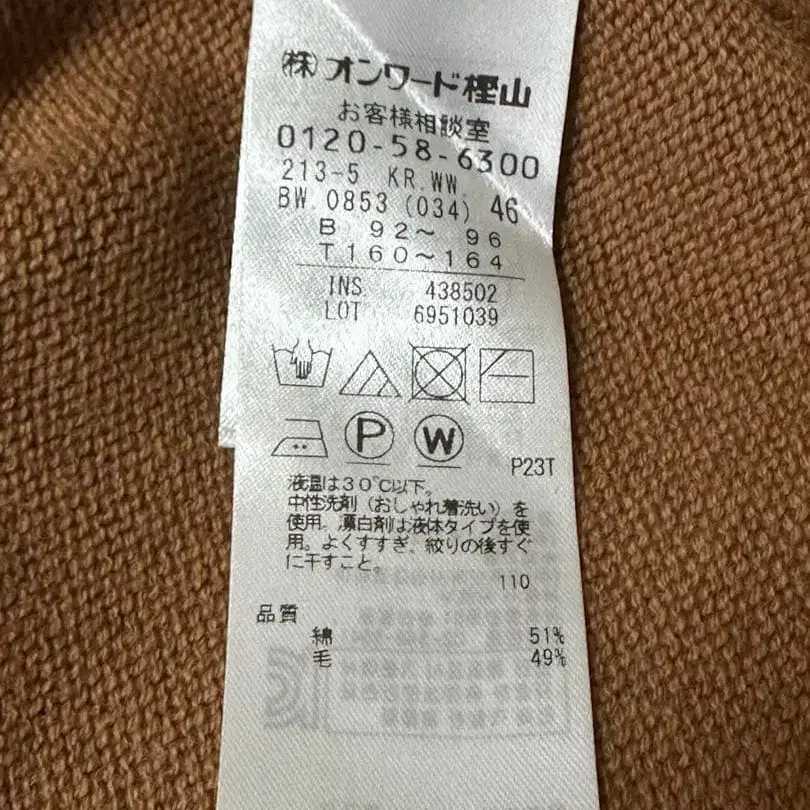 (株)オンワード樫山
お客様相談室
0120-58-6300
213-5 KR.WW.
BW.0853 (034) 46
B 92～ 96
T160～164
INS. 438502
LOT 6951039
P W P23T
液温は30℃以下。
中性洗剤（おしゃれ着洗い）を
使用。漂白剤は液体タイプを使
用。よくすすぎ、絞りの後すぐ
に干すこと。
110
品質
綿 51%
毛 49%